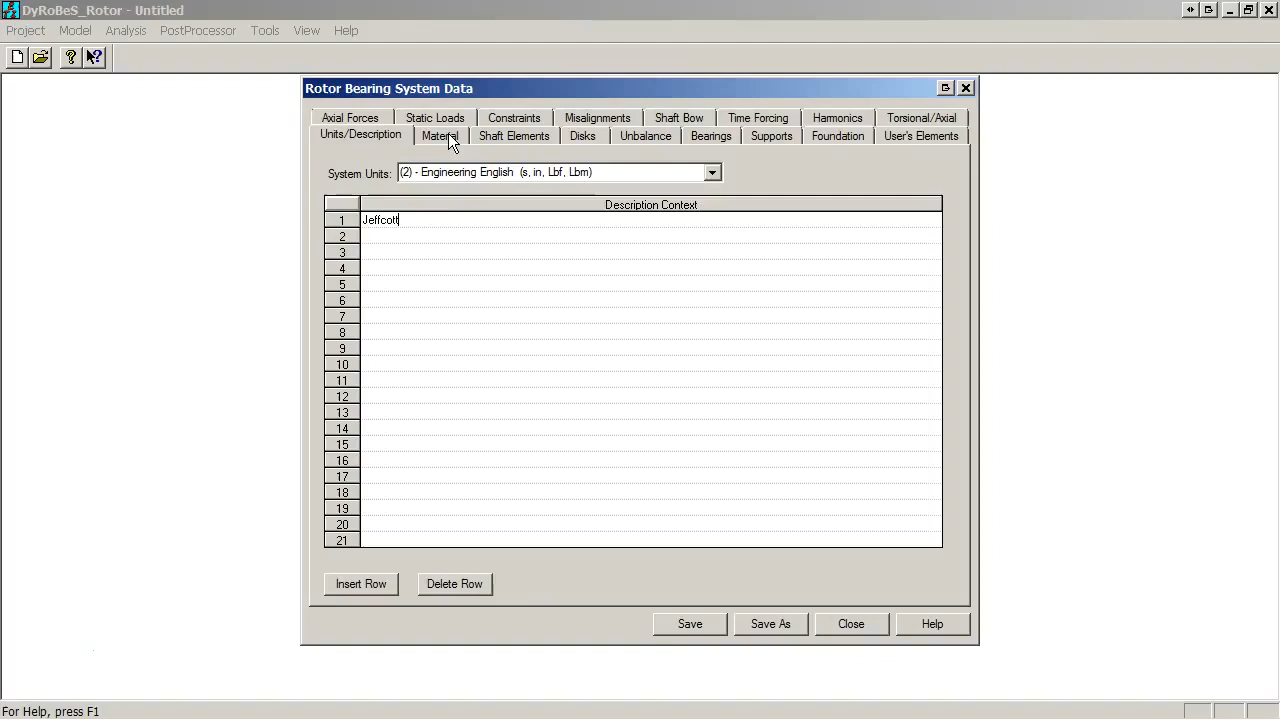 DyRoBeS_Rotor - Untitled
Project Model Analysis PostProcessor Tools View Help
Rotor Bearing System Data
Axial Forces Static Loads Constraints Misalignments Shaft Bow Time Forcing Harmonics Torsional/Axial
Units/Description Material Shaft Elements Disks Unbalance Bearings Supports Foundation User's Elements
System Units: (2) - Engineering English (s, in, Lbf, Lbm)
Description Context
1 Jeffcott
2
3
4
5
6
7
8
9
10
11
12
13
14
15
16
17
18
19
20
21
Insert Row Delete Row
Save Save As Close Help
For Help, press F1